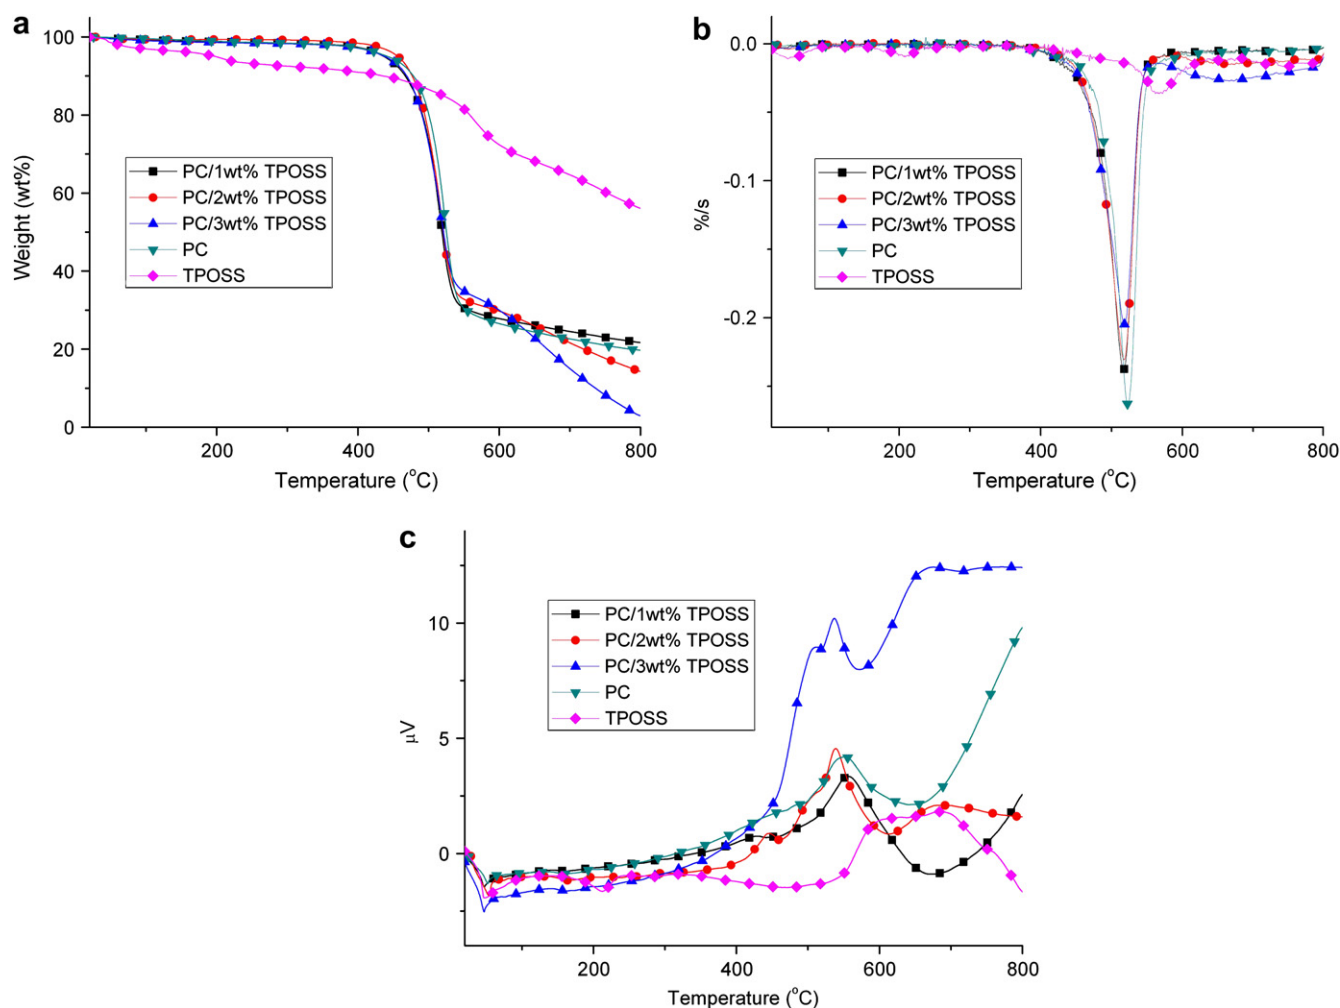 a
Weight (wt%)
100
80
60
40
20
0
PC/1wt% TPOSS
PC/2wt% TPOSS
PC/3wt% TPOSS
PC
TPOSS
200 400 600 800
Temperature (°C)
b
%/s
0.0
-0.1
-0.2
PC/1wt% TPOSS
PC/2wt% TPOSS
PC/3wt% TPOSS
PC
TPOSS
200 400 600 800
Temperature (°C)
c
μV
10
5
0
PC/1wt% TPOSS
PC/2wt% TPOSS
PC/3wt% TPOSS
PC
TPOSS
200 400 600 800
Temperature (°C)